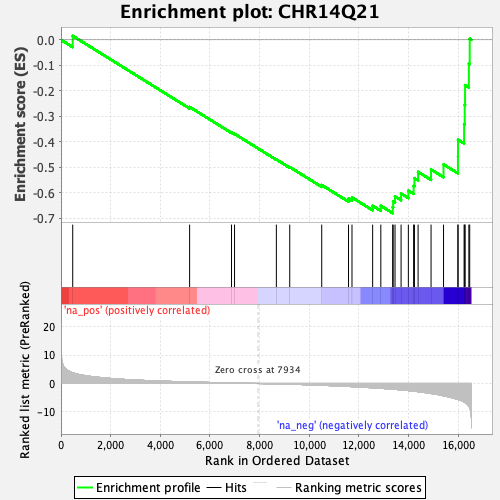 Enrichment plot: CHR14Q21
Enrichment score (ES)
0.0
-0.1
-0.2
-0.3
-0.4
-0.5
-0.6
-0.7
'na_pos' (positively correlated)
Ranked list metric (PreRanked)
20
10
0
-10
Zero cross at 7934
'na_neg' (negatively correlated)
0
2,000
4,000
6,000
8,000
10,000
12,000
14,000
16,000
Rank in Ordered Dataset
Enrichment profile
Hits
Ranking metric scores